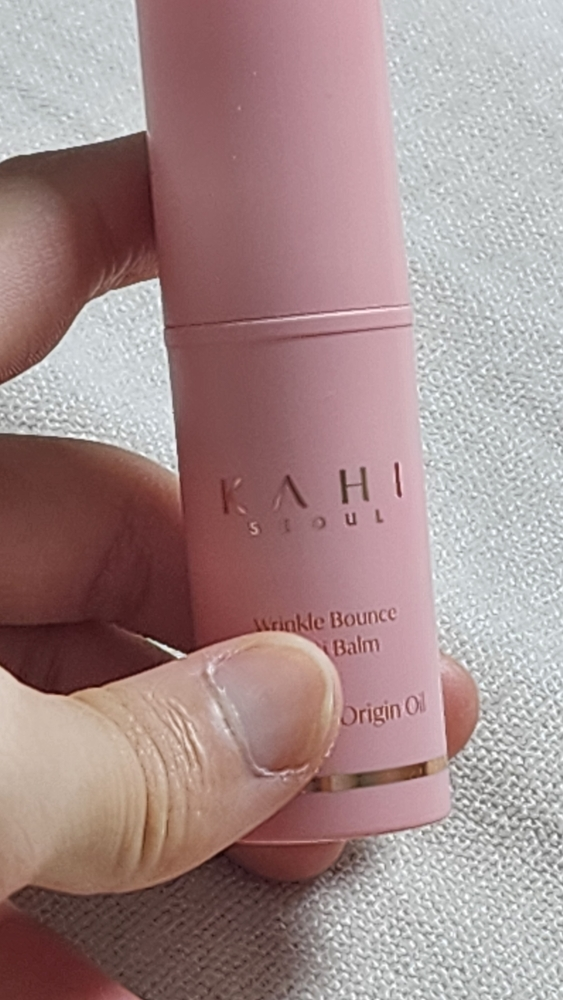 KAHI
SEOUL
Wrinkle Bounce
Balm
Origin Oil